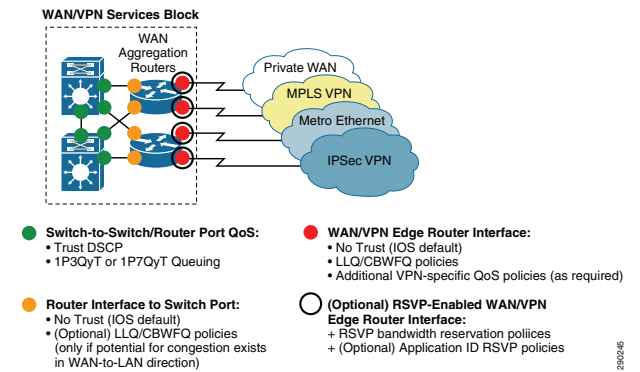 WAN/VPN Services Block
WAN
Aggregation
Routers
Private WAN
MPLS VPN
Metro Ethernet
IPSec VPN
Switch-to-Switch/Router Port QoS:
• Trust DSCP
• 1P3QyT or 1P7QyT Queuing
WAN/VPN Edge Router Interface:
• No Trust (IOS default)
• LLQ/CBWFQ policies
• Additional VPN-specific QoS policies (as required)
Router Interface to Switch Port:
• No Trust (IOS default)
• (Optional) LLQ/CBWFQ policies
(only if potential for congestion exists
in WAN-to-LAN direction)
(Optional) RSVP-Enabled WAN/VPN
Edge Router Interface:
+ RSVP bandwidth reservation poliices
+ (Optional) Application ID RSVP policies
290245